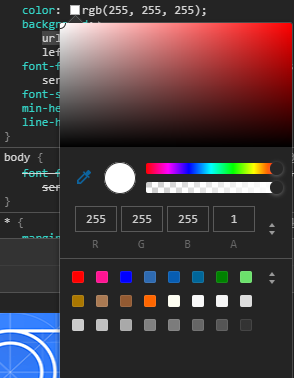 color: rgb(255, 255, 255);
backgr
url
left
font-f
ser
font-s
min-he
line-h
}
body {
font-f
ser
}
* {
margin
255 255 255 1
R G B A